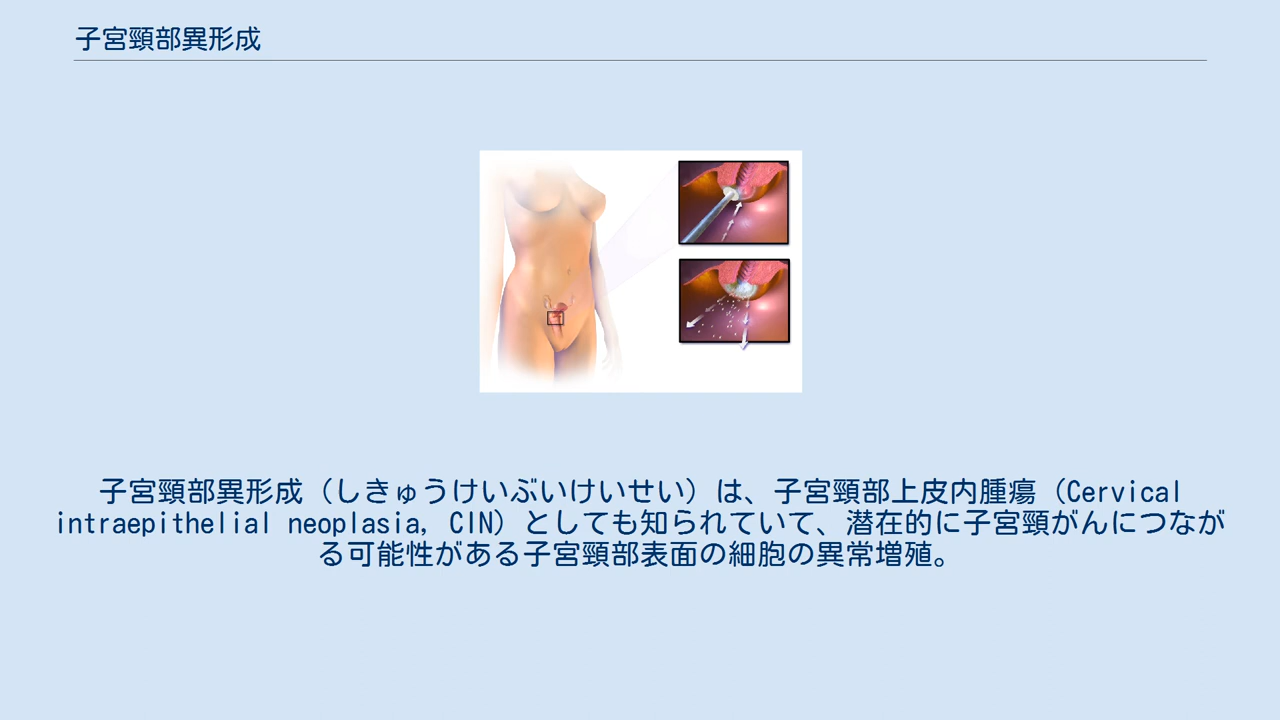 子宮頸部異形成
子宮頸部異形成（しきゅうけいぶいけいせい）は、子宮頸部上皮内腫瘍（Cervical
intraepithelial neoplasia, CIN）としても知られていて、潜在的に子宮頸がんにつなが
る可能性がある子宮頸部表面の細胞の異常増殖。